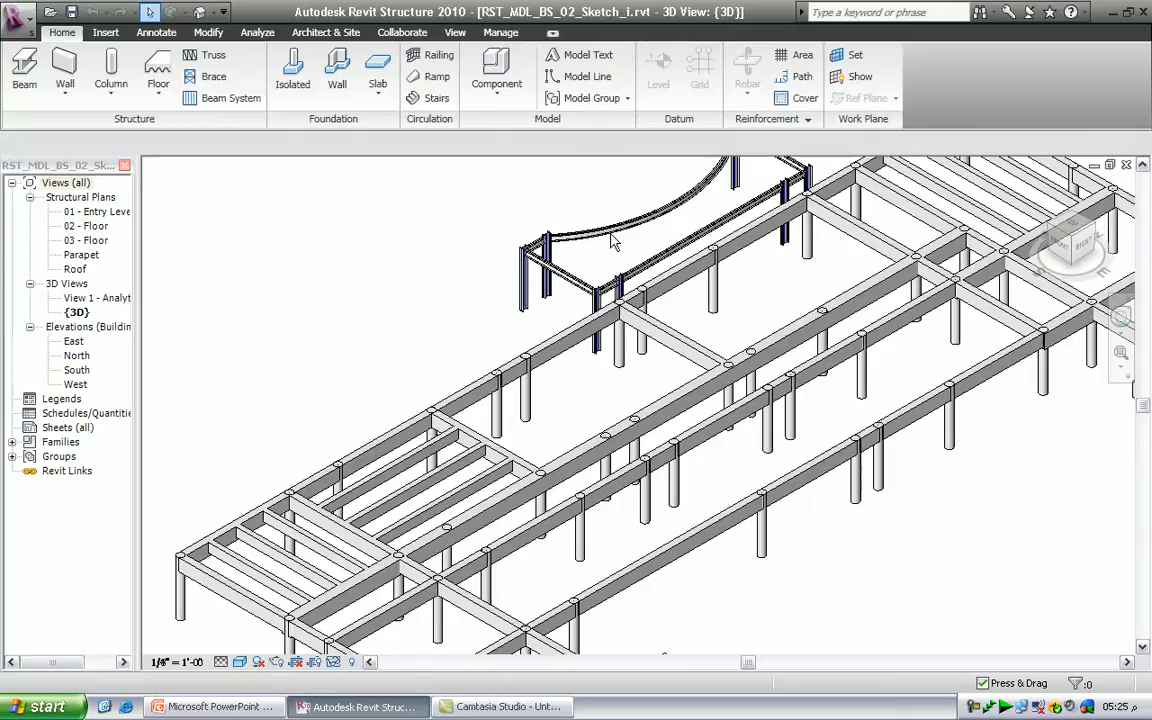 Autodesk Revit Structure 2010 - [RST_MDL_BS_02_Sketch_i.rvt - 3D View: {3D}]
Type a keyword or phrase
Home Insert Annotate Modify Analyze Architect & Site Collaborate View Manage
Beam Wall Column Floor Truss Brace Beam System
Isolated Wall Slab
Railing Ramp Stairs
Component Model Text Model Line Model Group
Level Grid
Rebar Area Path Cover
Set Show Ref Plane
Structure Foundation Circulation Model Datum Reinforcement Work Plane
RST_MDL_BS_02_Sk...
Views (all)
Structural Plans
01 - Entry Leve
02 - Floor
03 - Floor
Parapet
Roof
3D Views
View 1 - Analyt
{3D}
Elevations (Building
East
North
South
West
Legends
Schedules/Quantitie
Sheets (all)
Families
Groups
Revit Links
RIGHT
1/8" = 1'-0"
Press & Drag
:0
start
Microsoft PowerPoint ...
Autodesk Revit Struc...
Camtasia Studio - Unt...
05:25 م